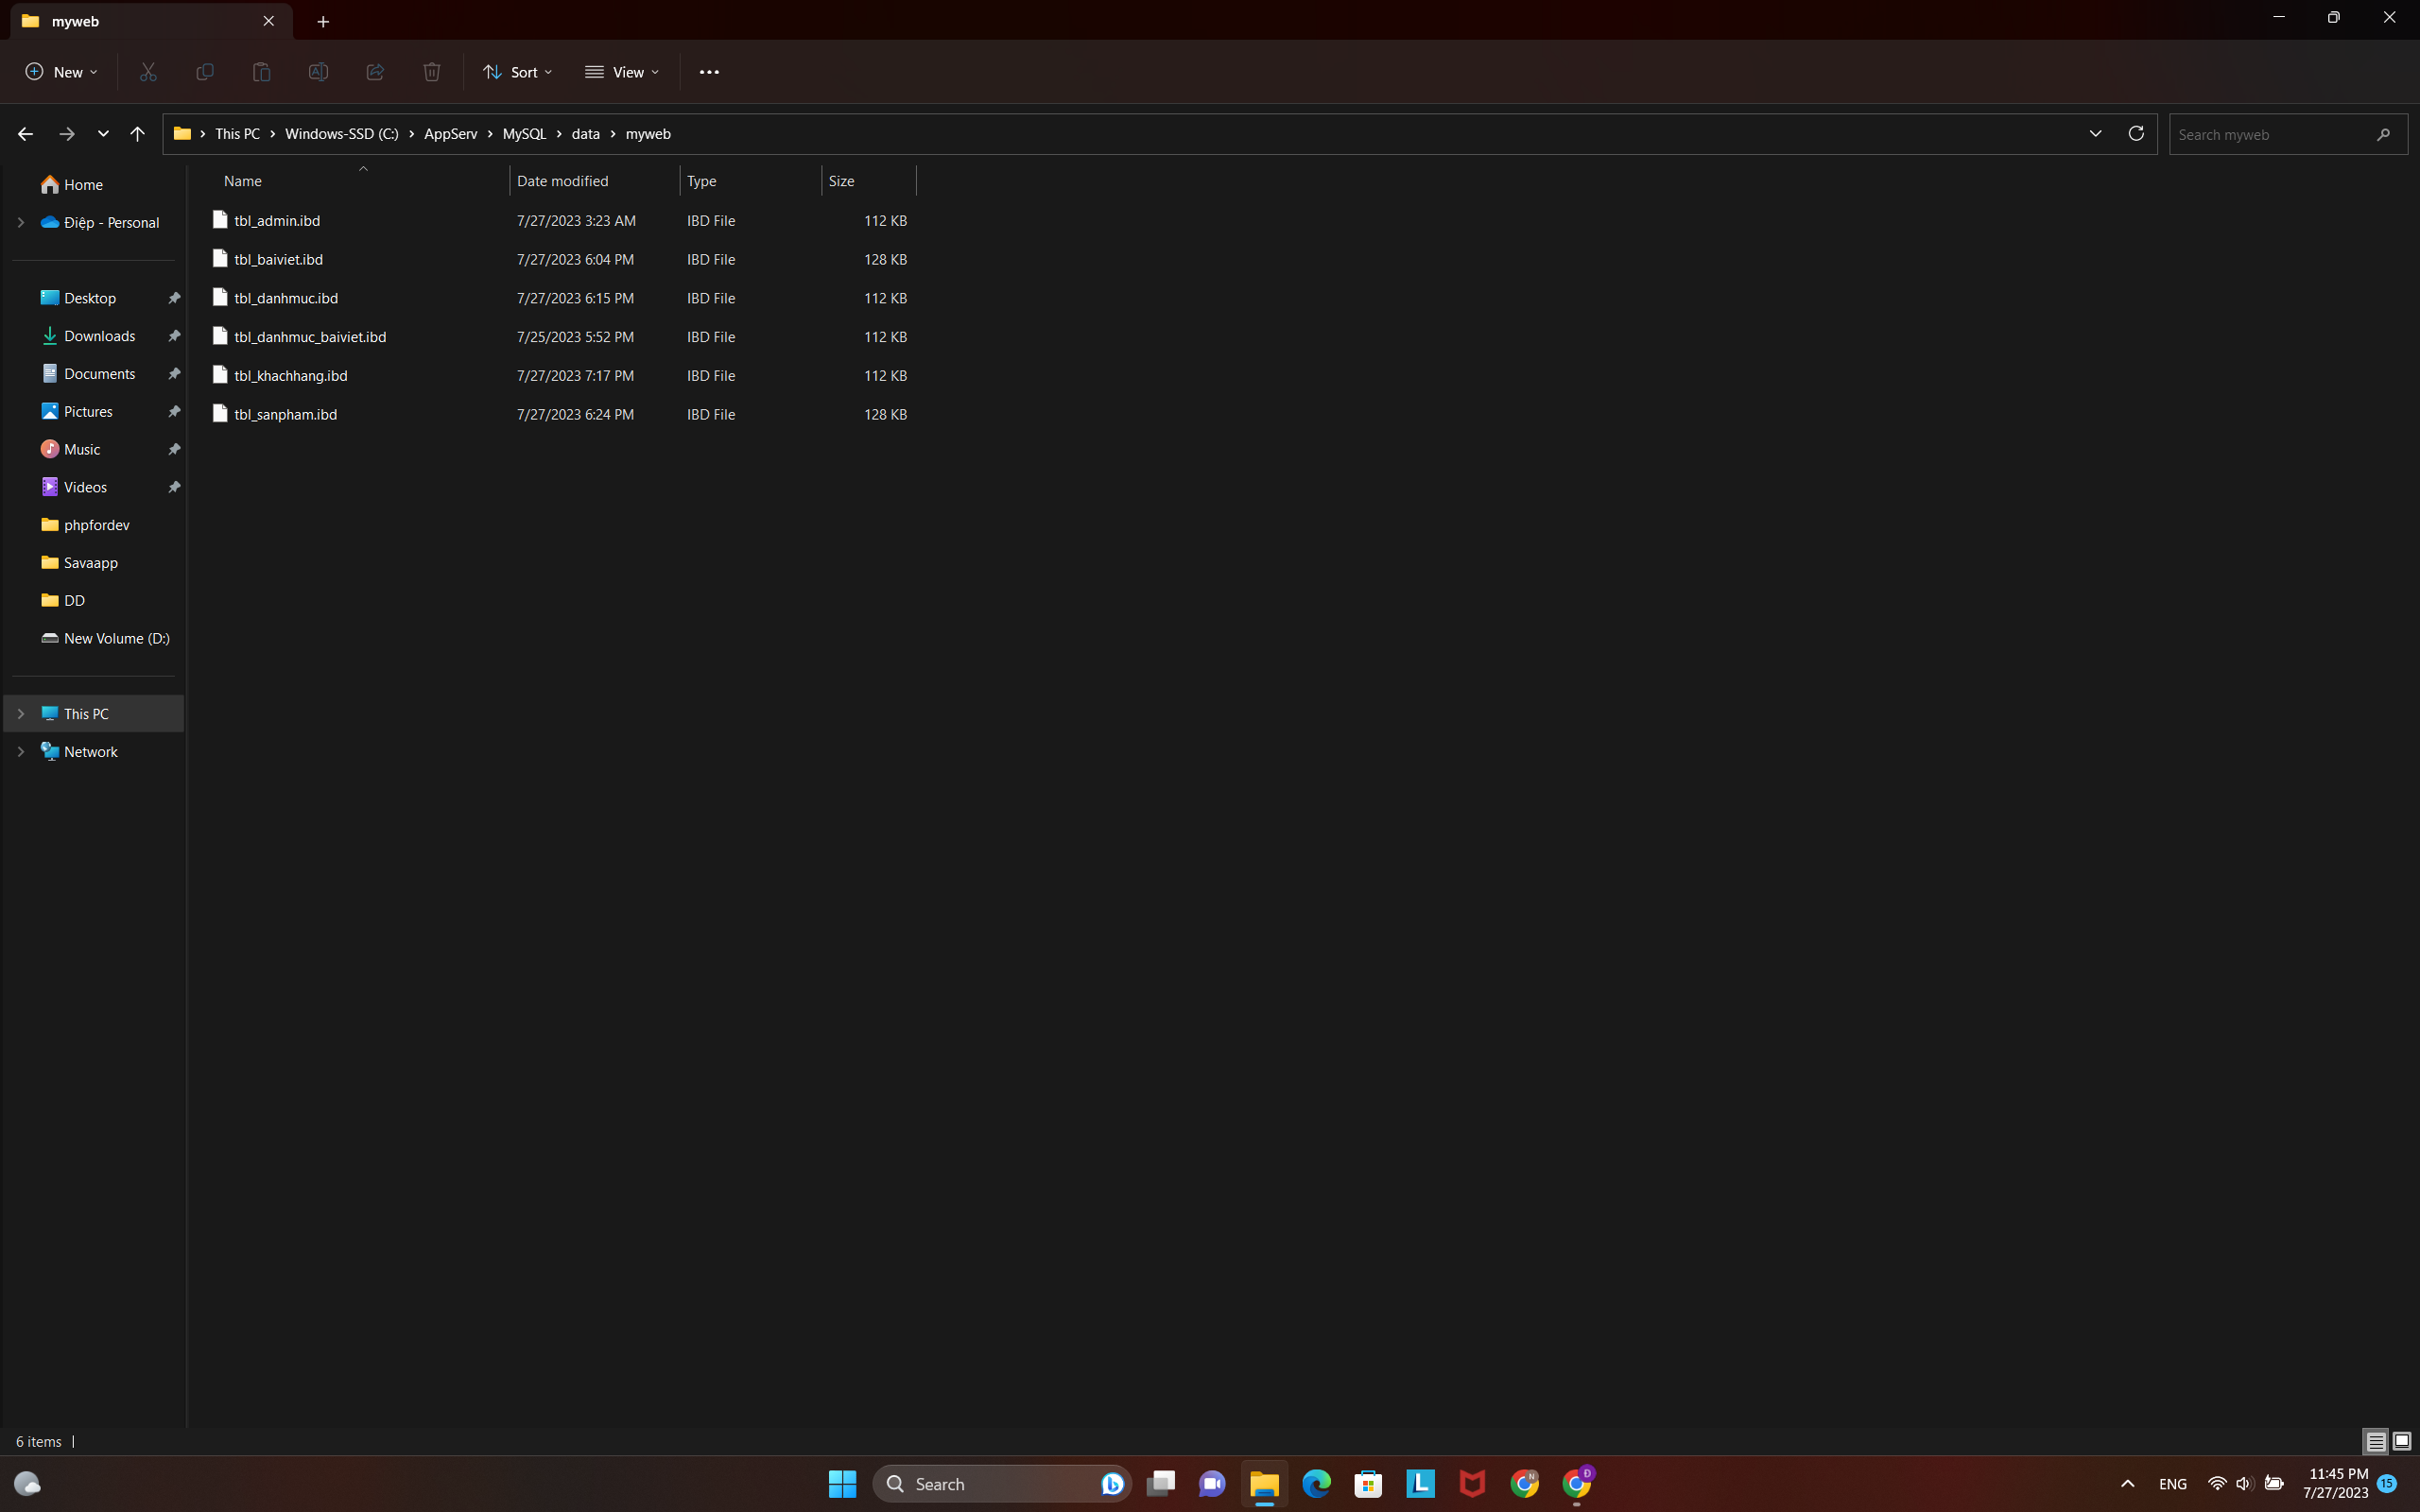 myweb
New
Sort
View
This PC > Windows-SSD (C:) > AppServ > MySQL > data > myweb
Search myweb
Home
Điệp - Personal
Desktop
Downloads
Documents
Pictures
Music
Videos
phpfordev
Savaapp
DD
New Volume (D:)
This PC
Network
Name Date modified Type Size
tbl_admin.ibd 7/27/2023 3:23 AM IBD File 112 KB
tbl_baiviet.ibd 7/27/2023 6:04 PM IBD File 128 KB
tbl_danhmuc.ibd 7/27/2023 6:15 PM IBD File 112 KB
tbl_danhmuc_baiviet.ibd 7/25/2023 5:52 PM IBD File 112 KB
tbl_khachhang.ibd 7/27/2023 7:17 PM IBD File 112 KB
tbl_sanpham.ibd 7/27/2023 6:24 PM IBD File 128 KB
6 items
Search
L
N
Đ
ENG
11:45 PM
7/27/2023
15